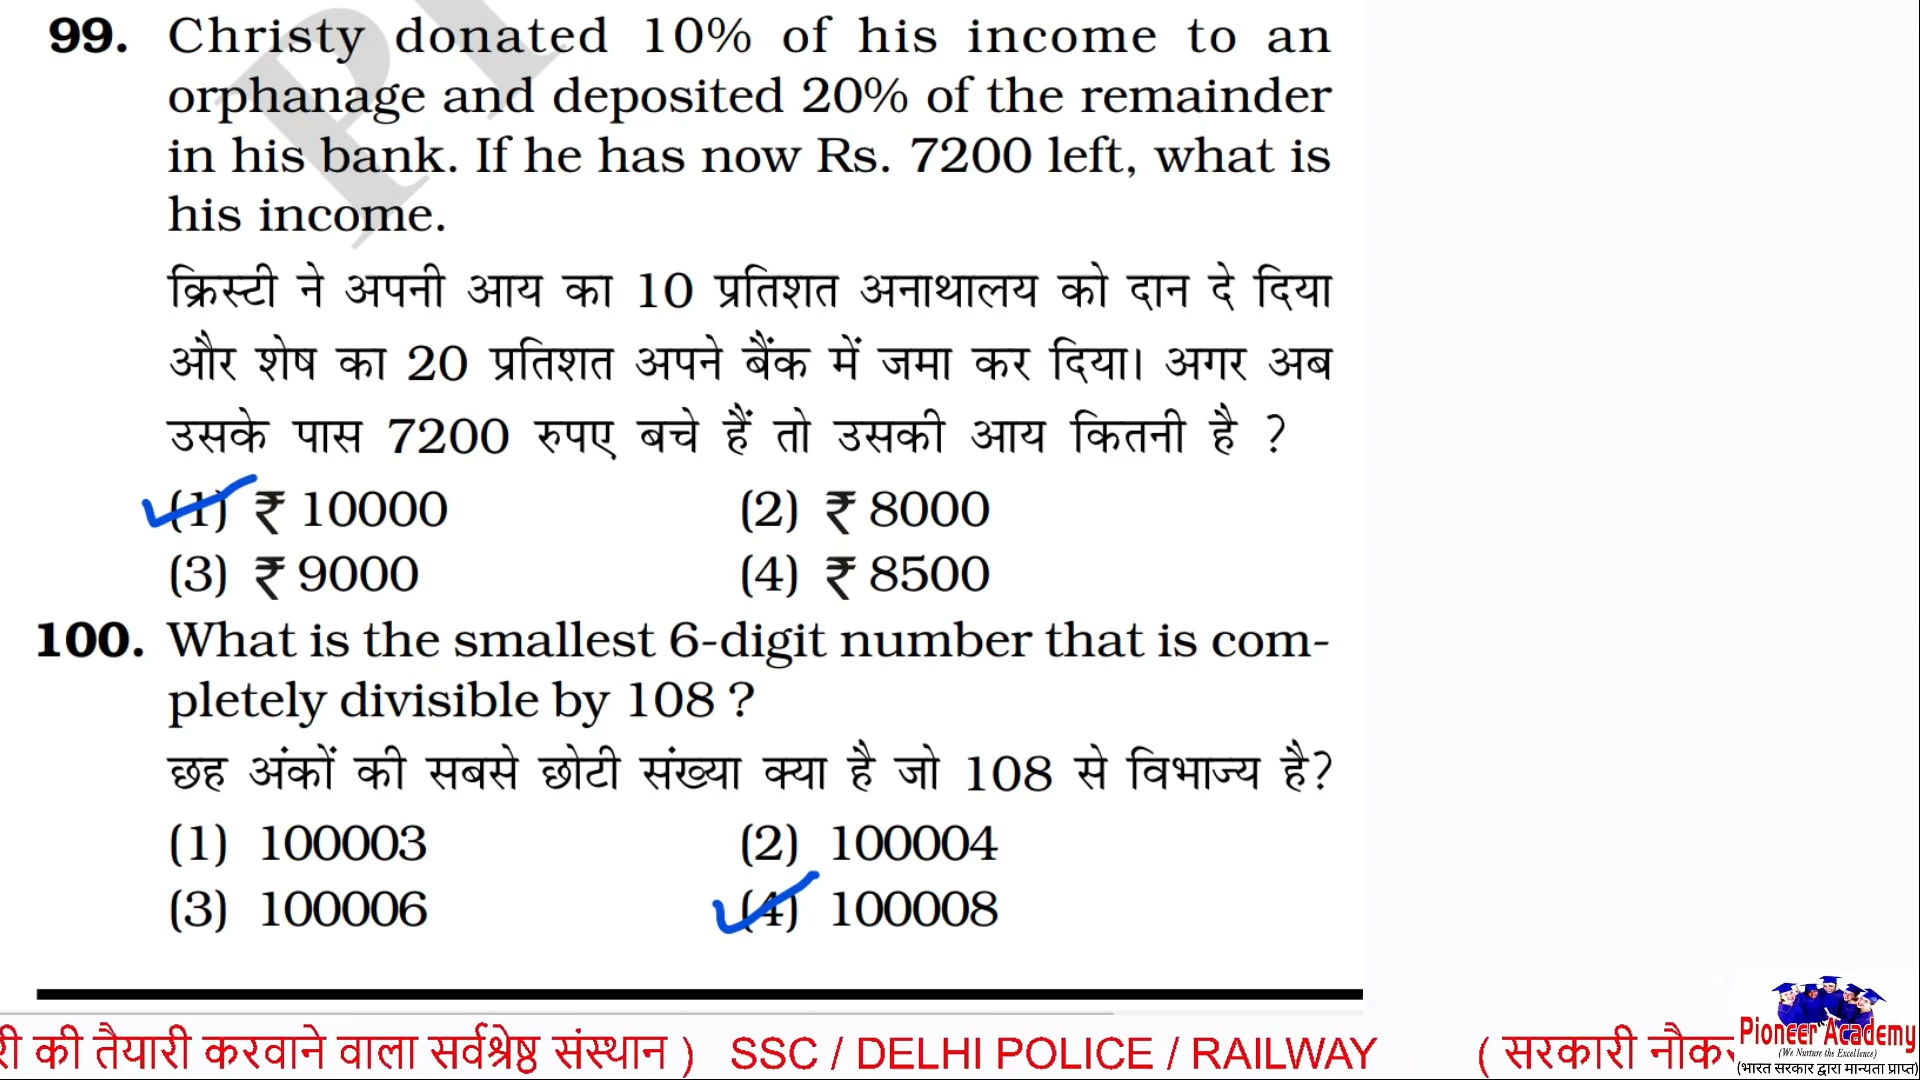 99. Christy donated 10% of his income to an
orphanage and deposited 20% of the remainder
in his bank. If he has now Rs. 7200 left, what is
his income.
क्रिस्टी ने अपनी आय का 10 प्रतिशत अनाथालय को दान दे दिया
और शेष का 20 प्रतिशत अपने बैंक में जमा कर दिया। अगर अब
उसके पास 7200 रुपए बचे हैं तो उसकी आय कितनी है ?
(1) ₹ 10000 (2) ₹ 8000
(3) ₹ 9000 (4) ₹ 8500
100. What is the smallest 6-digit number that is com-
pletely divisible by 108 ?
छह अंकों की सबसे छोटी संख्या क्या है जो 108 से विभाज्य है?
(1) 100003 (2) 100004
(3) 100006 (4) 100008
री की तैयारी करवाने वाला सर्वश्रेष्ठ संस्थान ) SSC / DELHI POLICE / RAILWAY ( सरकारी नौक
Pioneer Academy
(We Nurture the Excellence)
(भारत सरकार द्वारा मान्यता प्राप्त)